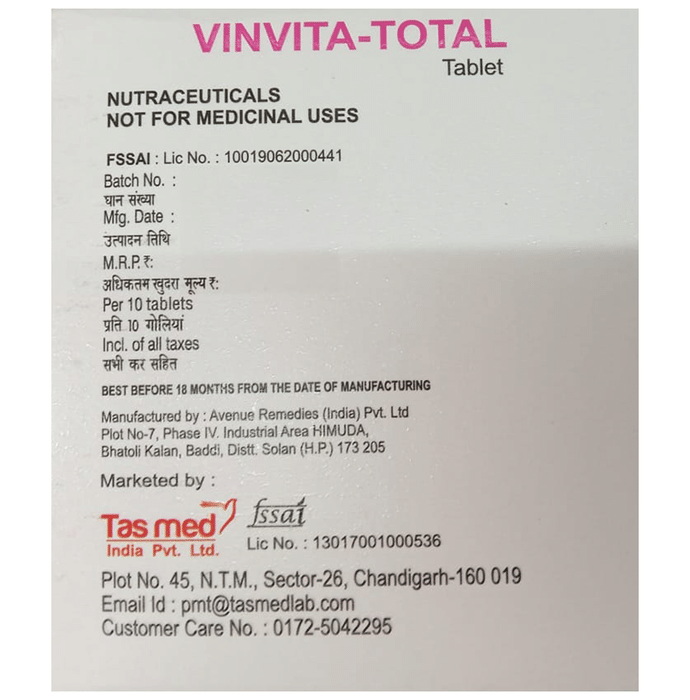 VINVITA-TOTAL
Tablet
NUTRACEUTICALS
NOT FOR MEDICINAL USES
FSSAI : Lic No. : 10019062000441
Batch No. :
घान संख्या
Mfg. Date :
उत्पादन तिथि
M.R.P. ₹:
अधिकतम खुदरा मूल्य ₹:
Per 10 tablets
प्रति 10 गोलियां
Incl. of all taxes
सभी कर सहित
BEST BEFORE 18 MONTHS FROM THE DATE OF MANUFACTURING
Manufactured by : Avenue Remedies (India) Pvt. Ltd
Plot No-7, Phase IV. Industrial Area HIMUDA,
Bhatoli Kalan, Baddi, Distt. Solan (H.P.) 173 205
Marketed by :
Tas med
India Pvt. Ltd.
fssai
Lic No. : 13017001000536
Plot No. 45, N.T.M., Sector-26, Chandigarh-160 019
Email Id : pmt@tasmedlab.com
Customer Care No. : 0172-5042295